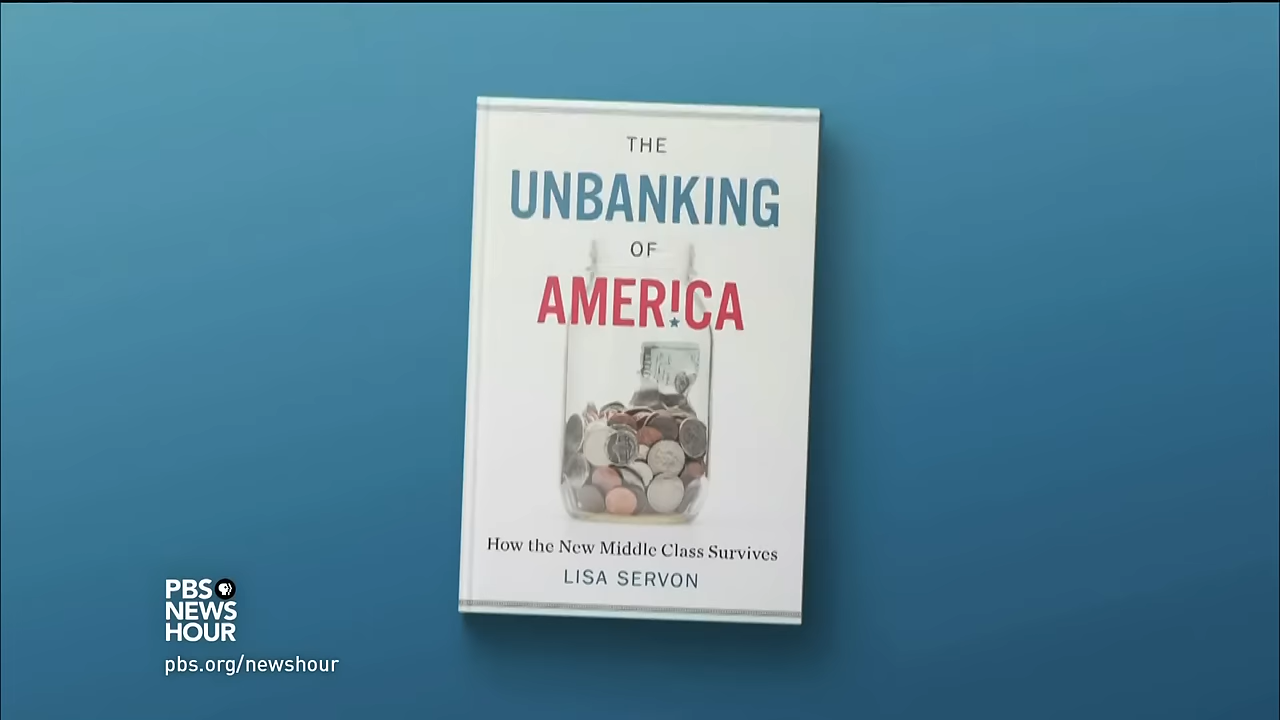 THE
UNBANKING
OF
AMER!CA
How the New Middle Class Survives
LISA SERVON
PBS
NEWS
HOUR
pbs.org/newshour